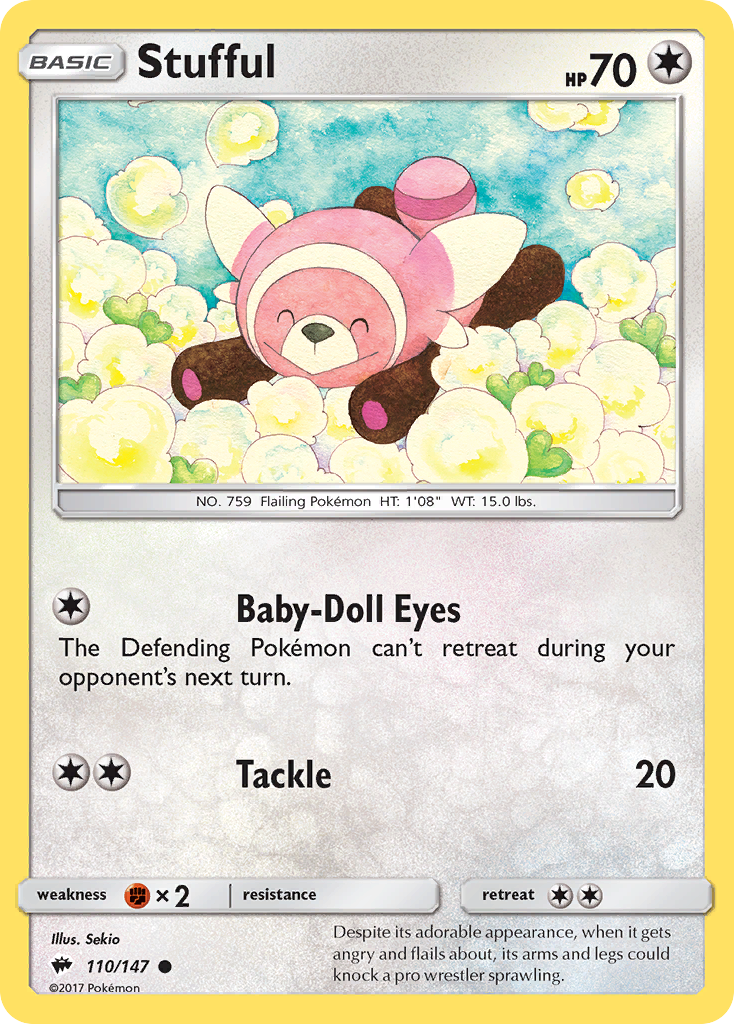 BASIC Stufful HP 70
NO. 759 Flailing Pokémon HT: 1'08" WT: 15.0 lbs.
Baby-Doll Eyes
The Defending Pokémon can't retreat during your
opponent's next turn.
Tackle 20
weakness × 2 resistance retreat
Illus. Sekio
110/147
©2017 Pokémon
Despite its adorable appearance, when it gets
angry and flails about, its arms and legs could
knock a pro wrestler sprawling.